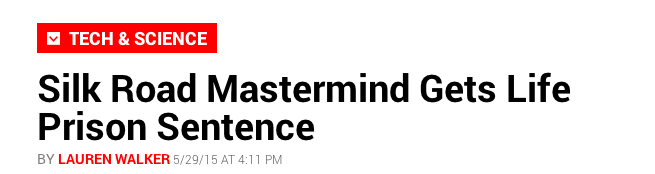 TECH & SCIENCE
Silk Road Mastermind Gets Life
Prison Sentence
BY LAUREN WALKER 5/29/15 AT 4:11 PM